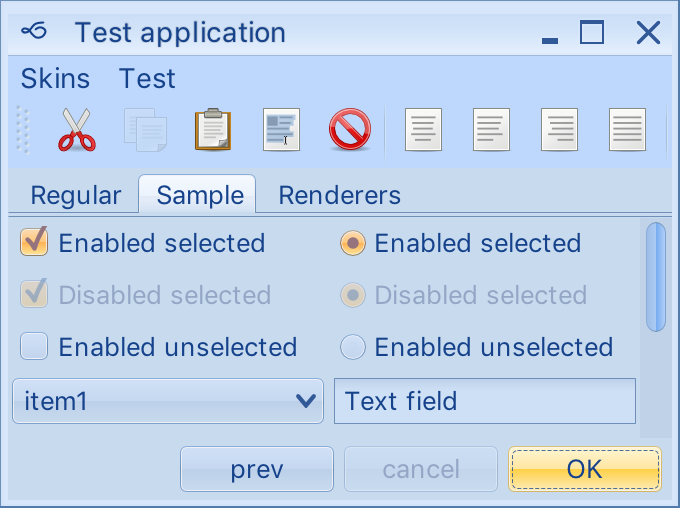 Test application
Skins Test
Regular Sample Renderers
Enabled selected Enabled selected
Disabled selected Disabled selected
Enabled unselected Enabled unselected
item1 Text field
prev cancel OK